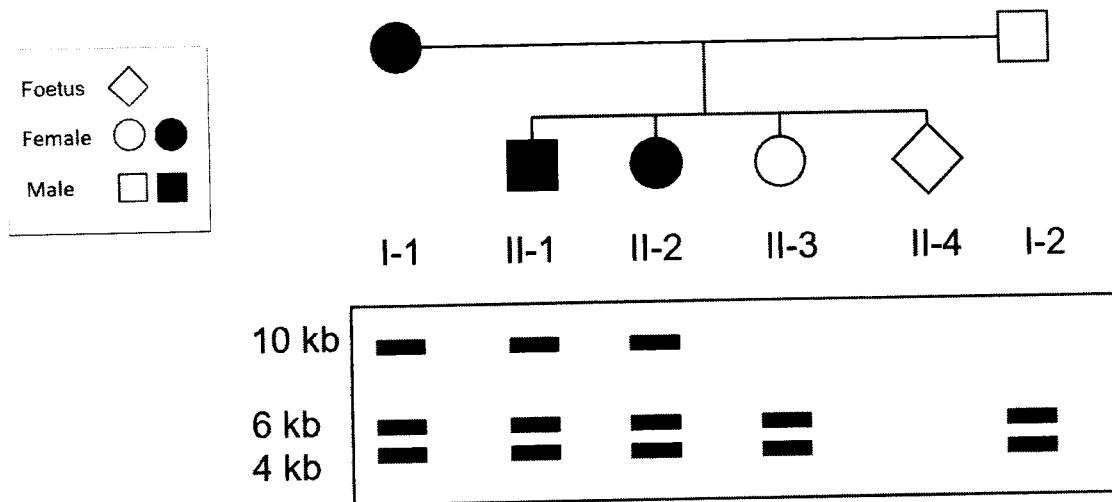 Foetus
Female
Male
I-1 II-1 II-2 II-3 II-4 I-2
10 kb
6 kb
4 kb